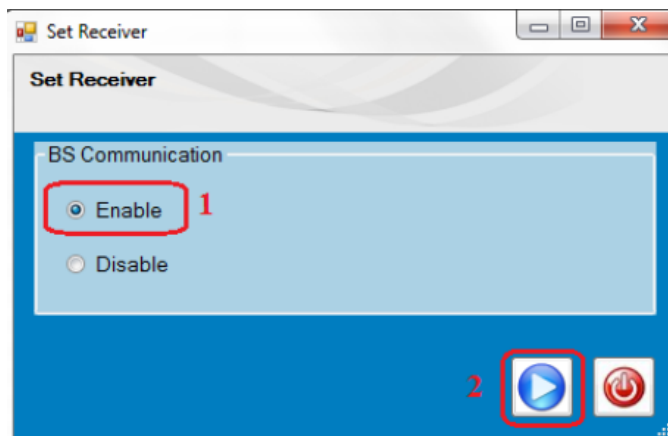 Set Receiver
Set Receiver
BS Communication
Enable 1
Disable
2